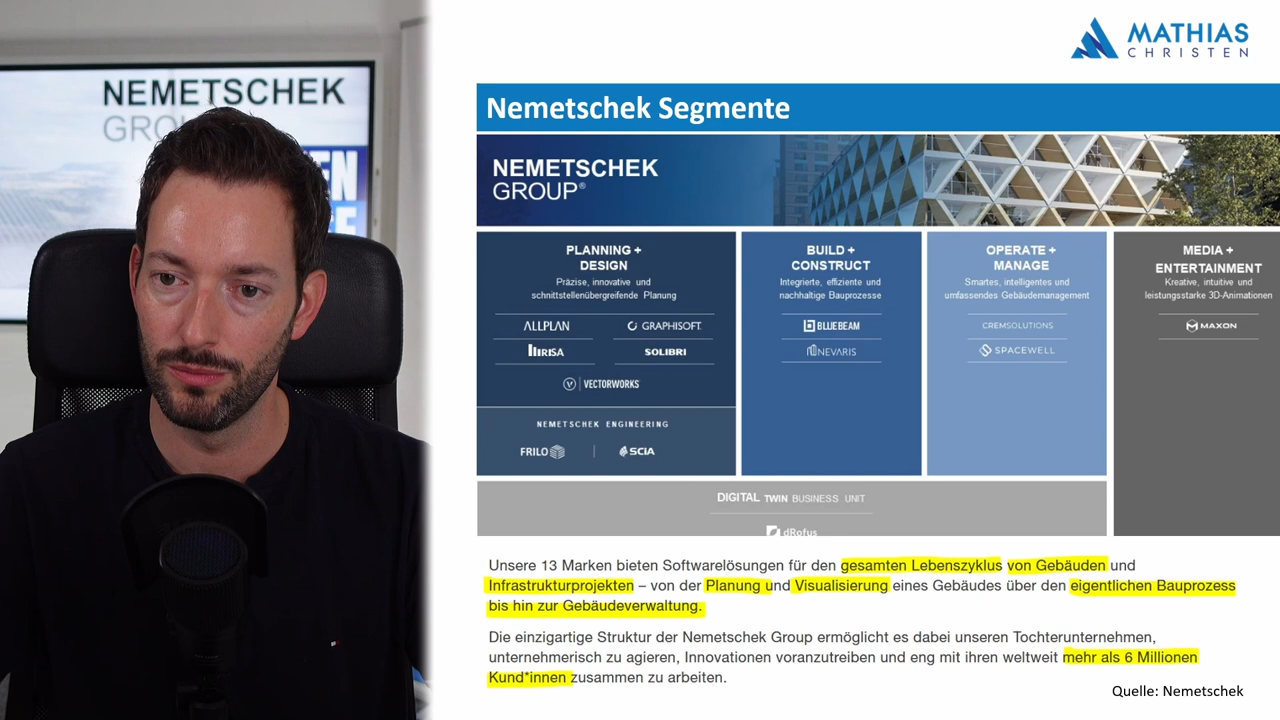 NEMETSCHEK
GRO
EN
E
MATHIAS
CHRISTEN
Nemetschek Segmente
NEMETSCHEK
GROUP®
PLANNING +
DESIGN
Präzise, innovative und
schnittstellenübergreifende Planung
ALLPLAN
GRAPHISOFT.
RISA
SOLIBRI
VECTORWORKS
NEMETSCHEK ENGINEERING
FRILO
SCIA
BUILD +
CONSTRUCT
Integrierte, effiziente und
nachhaltige Bauprozesse
BLUEBEAM
NEVARIS
OPERATE +
MANAGE
Smartes, intelligentes und
umfassendes Gebäudemanagement
CREMSOLUTIONS
SPACEWELL
MEDIA +
ENTERTAINMENT
Kreative, intuitive und
leistungsstarke 3D-Animationen
MAXON
DIGITAL TWIN BUSINESS UNIT
dRofus
Unsere 13 Marken bieten Softwarelösungen für den gesamten Lebenszyklus von Gebäuden und
Infrastrukturprojekten – von der Planung und Visualisierung eines Gebäudes über den eigentlichen Bauprozess
bis hin zur Gebäudeverwaltung.
Die einzigartige Struktur der Nemetschek Group ermöglicht es dabei unseren Tochterunternehmen,
unternehmerisch zu agieren, Innovationen voranzutreiben und eng mit ihren weltweit mehr als 6 Millionen
Kund*innen zusammen zu arbeiten.
Quelle: Nemetschek